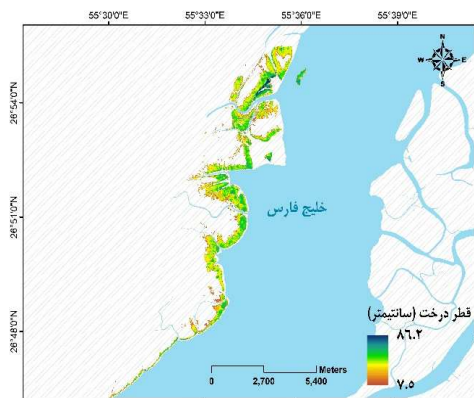 55°30'0"E 55°33'0"E 55°36'0"E 55°39'0"E
N
W E
S
26°54'0"N
26°51'0"N
26°48'0"N
خلیج فارس
قطر درخت (سانتیمتر)
۸۶.۲
۷.۵
Meters
0 2,700 5,400